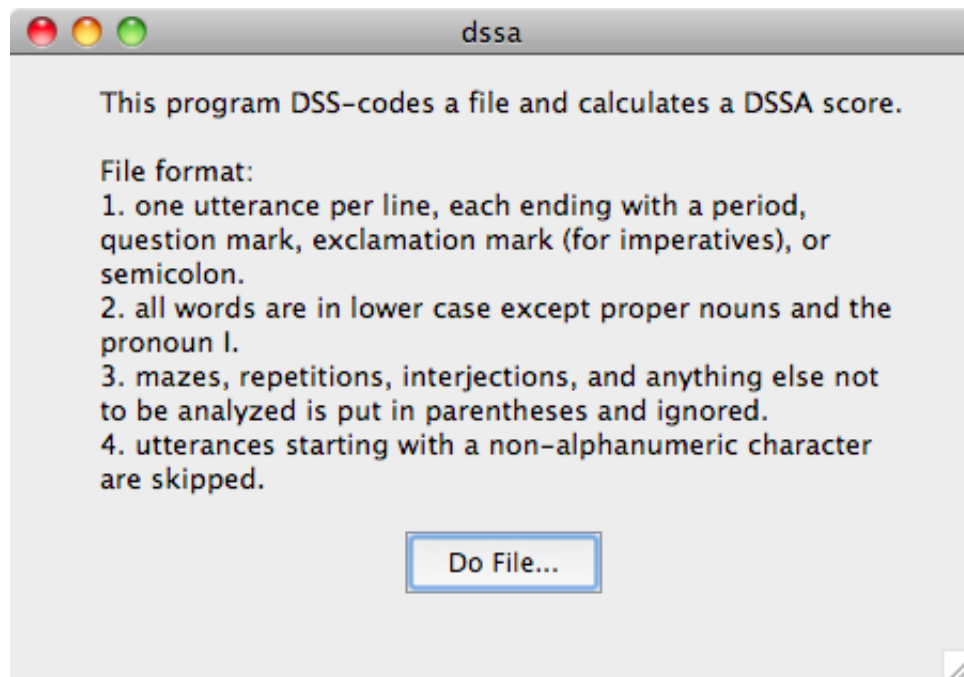 dssa
This program DSS-codes a file and calculates a DSSA score.
File format:
1. one utterance per line, each ending with a period,
question mark, exclamation mark (for imperatives), or
semicolon.
2. all words are in lower case except proper nouns and the
pronoun I.
3. mazes, repetitions, interjections, and anything else not
to be analyzed is put in parentheses and ignored.
4. utterances starting with a non-alphanumeric character
are skipped.
Do File...